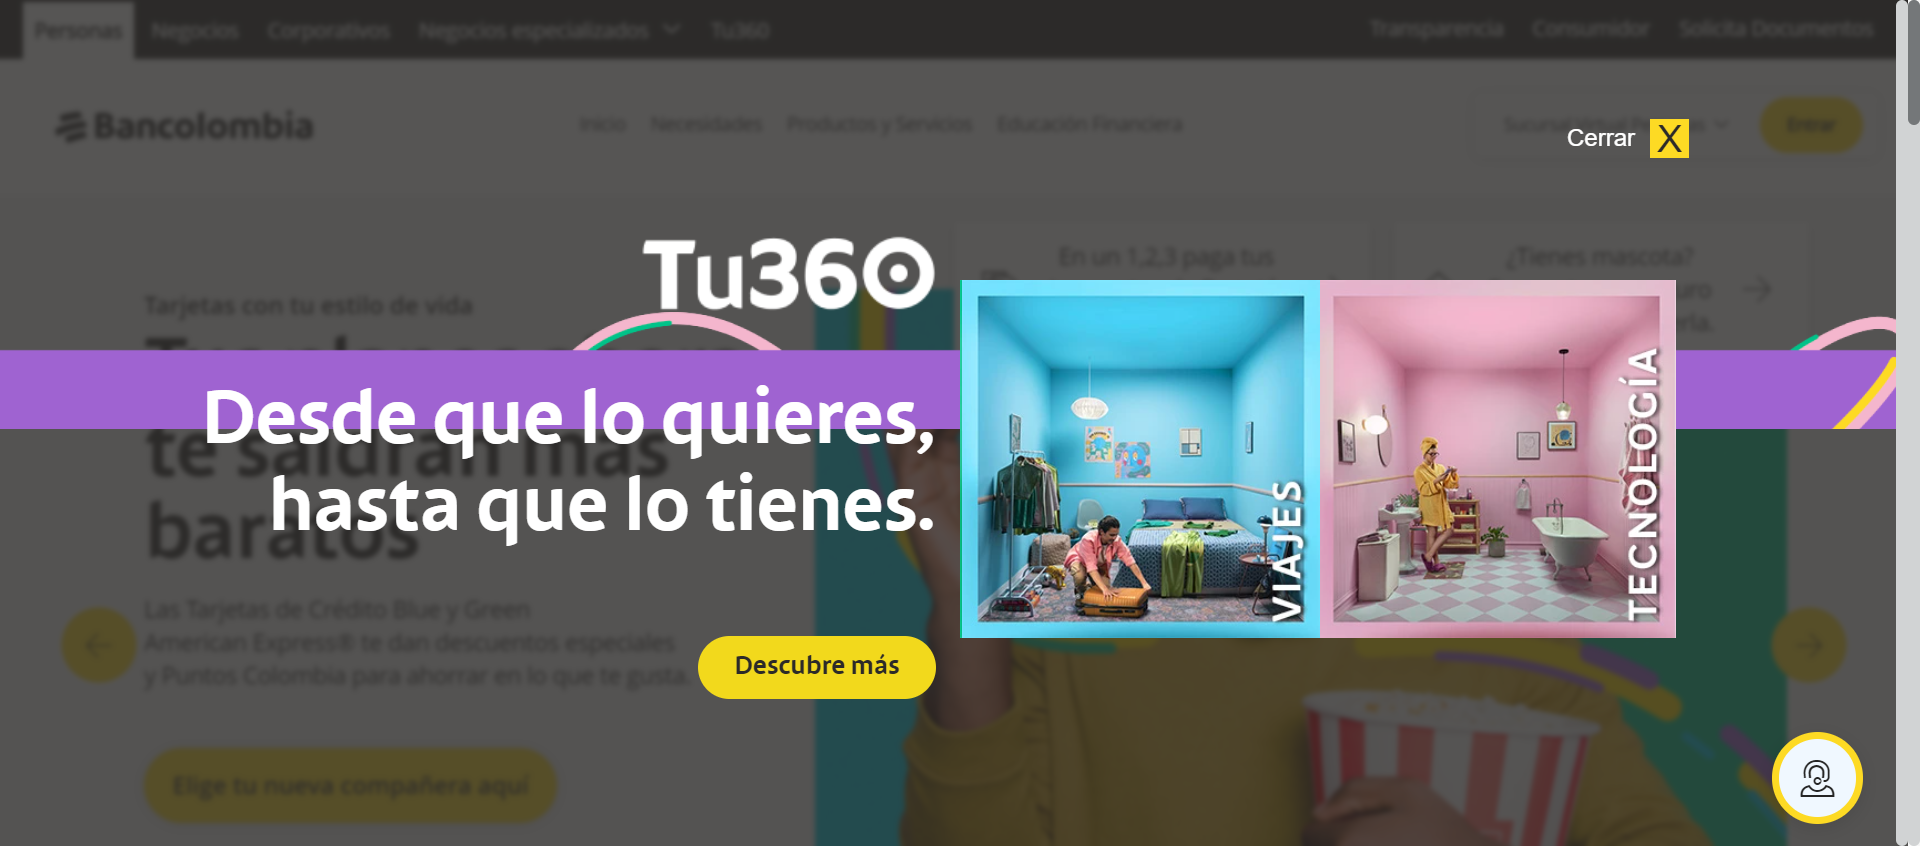 Personas Negocios Corporativos Negocios especializados Tu360 Transparencia Consumidor Solicita Documentos
Bancolombia Inicio Necesidades Productos y Servicios Educación Financiera Sucursal Virtual Entrar
Cerrar X
Tu360
En un 1,2,3 paga tus
¿Tienes mascota?
Tarjetas con tu estilo de vida
Desde que lo quieres,
hasta que lo tienes.
te saldrán más
baratos
VIAJES
TECNOLOGÍA
Las Tarjetas de Crédito Blue y Green
American Express® te dan descuentos especiales
y Puntos Colombia para ahorrar en lo que te gusta.
Descubre más
Elige tu nueva compañera aquí